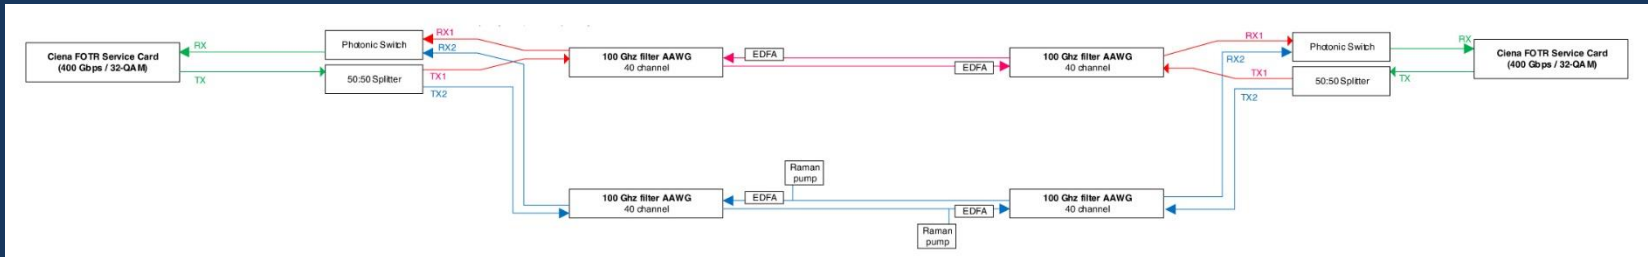 Ciena FOTR Service Card
(400 Gbps / 32-QAM)
RX
TX
Photonic Switch
50:50 Splitter
RX1
RX2
TX1
TX2
100 Ghz filter AAWG
40 channel
EDFA
EDFA
100 Ghz filter AAWG
40 channel
RX1
RX2
TX1
TX2
Photonic Switch
50:50 Splitter
RX
TX
Ciena FOTR Service Card
(400 Gbps / 32-QAM)
100 Ghz filter AAWG
40 channel
Raman
pump
EDFA
EDFA
Raman
pump
100 Ghz filter AAWG
40 channel